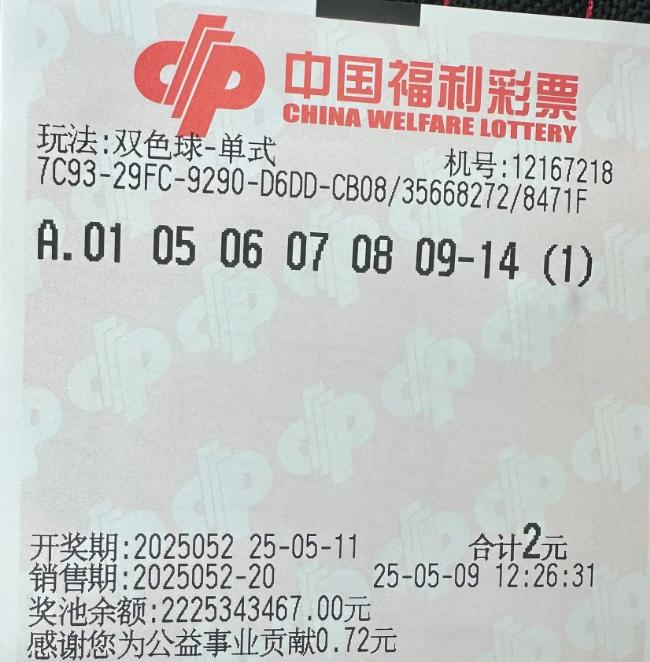 中国福利彩票
CHINA WELFARE LOTTERY
玩法:双色球-单式 机号:12167218
7C93-29FC-9290-D6DD-CB08/35668272/8471F
A.01 05 06 07 08 09-14 (1)
开奖期:2025052 25-05-11 合计2元
销售期:2025052-20 25-05-09 12:26:31
奖池余额:2225343467.00元
感谢您为公益事业贡献0.72元